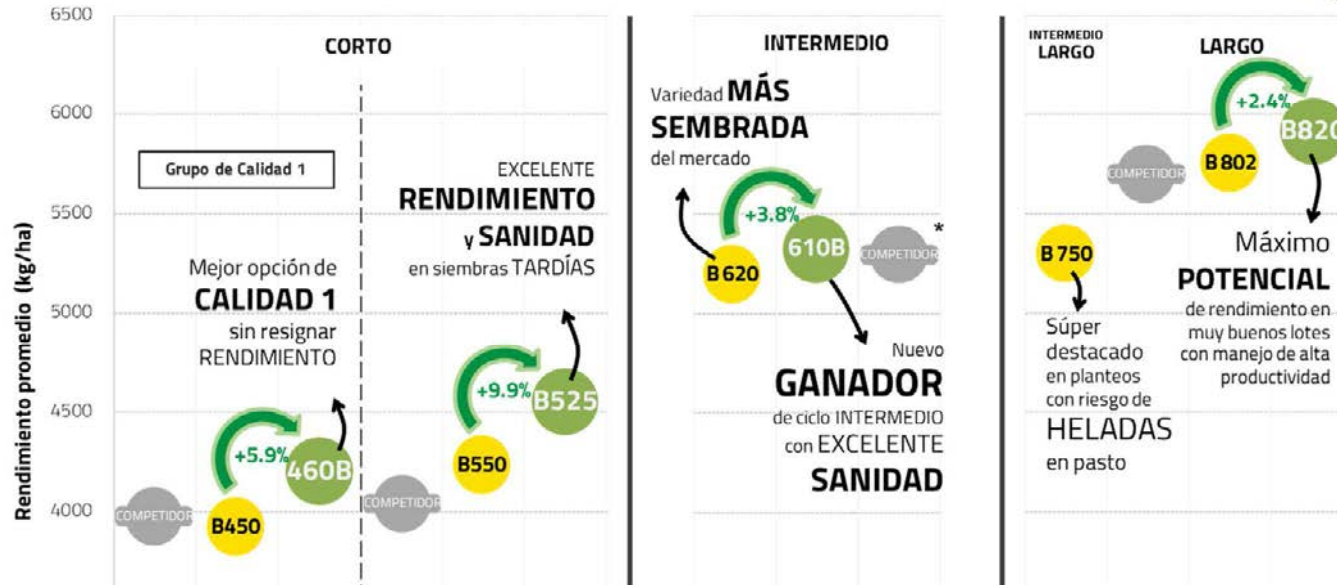 Rendimiento promedio (kg/ha)
6500
6000
5500
5000
4500
4000
CORTO
Grupo de Calidad 1
Mejor opción de
CALIDAD 1
sin resignar
RENDIMIENTO
COMPETIDOR
B450
+5.9%
460B
EXCELENTE
RENDIMIENTO
y SANIDAD
en siembras TARDÍAS
COMPETIDOR
B550
+9.9%
B525
INTERMEDIO
Variedad MÁS
SEMBRADA
del mercado
+3.8%
B620
610B
COMPETIDOR
*
Nuevo
GANADOR
de ciclo INTERMEDIO
con EXCELENTE
SANIDAD
INTERMEDIO
LARGO
B750
Súper
destacado
en planteos
con riesgo de
HELADAS
en pasto
LARGO
+2.4%
COMPETIDOR
B802
B820
Máximo
POTENCIAL
de rendimiento en
muy buenos lotes
con manejo de alta
productividad